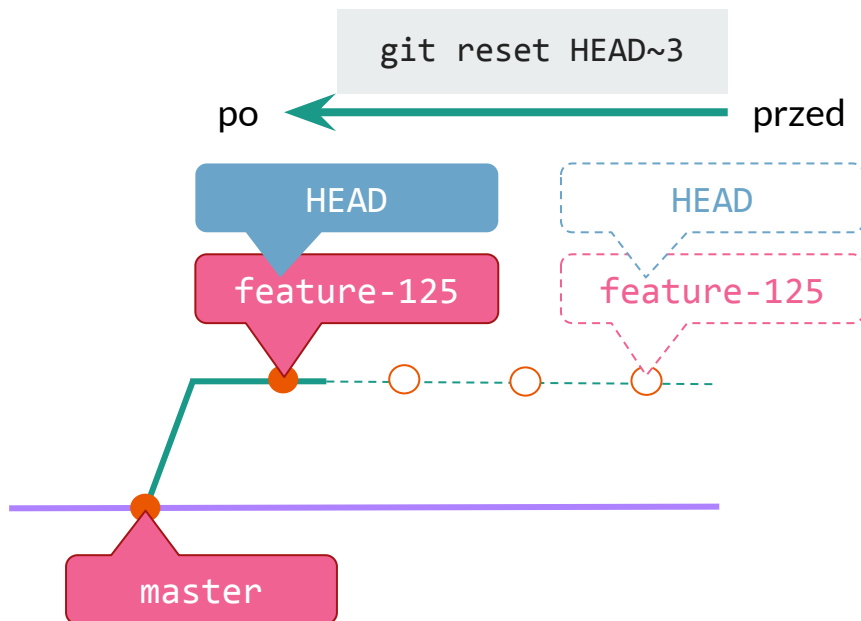 git reset HEAD~3
po
przed
HEAD
HEAD
feature-125
feature-125
master